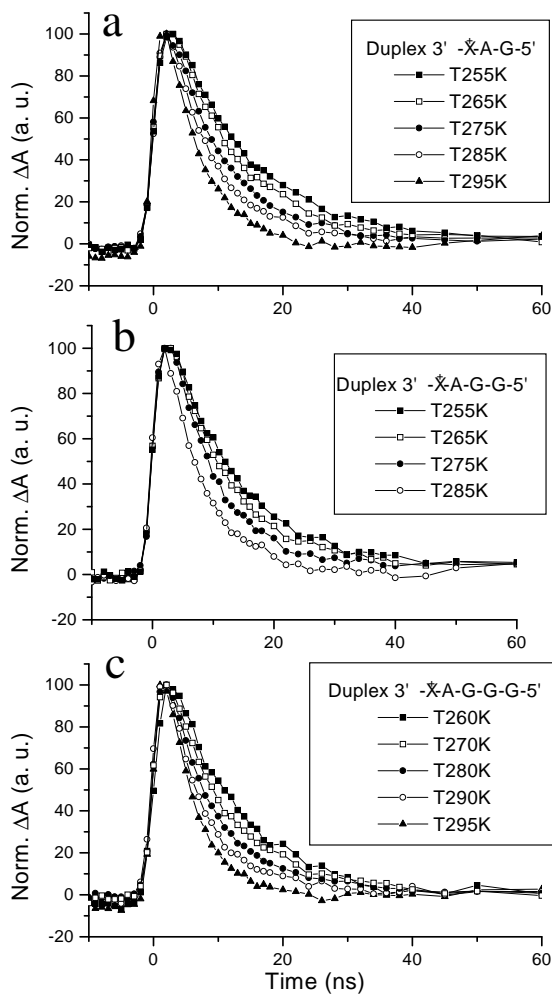 a
Norm. ΔA (a. u.)
100
80
60
40
20
0
-20
0
20
40
60
Duplex 3' -X⁺-A-G-5'
T255K
T265K
T275K
T285K
T295K
b
Norm. ΔA (a. u.)
100
80
60
40
20
0
-20
0
20
40
60
Duplex 3' -X⁺-A-G-G-5'
T255K
T265K
T275K
T285K
c
Norm. ΔA (a. u.)
100
80
60
40
20
0
-20
0
20
40
60
Duplex 3' -X⁺-A-G-G-G-5'
T260K
T270K
T280K
T290K
T295K
Time (ns)